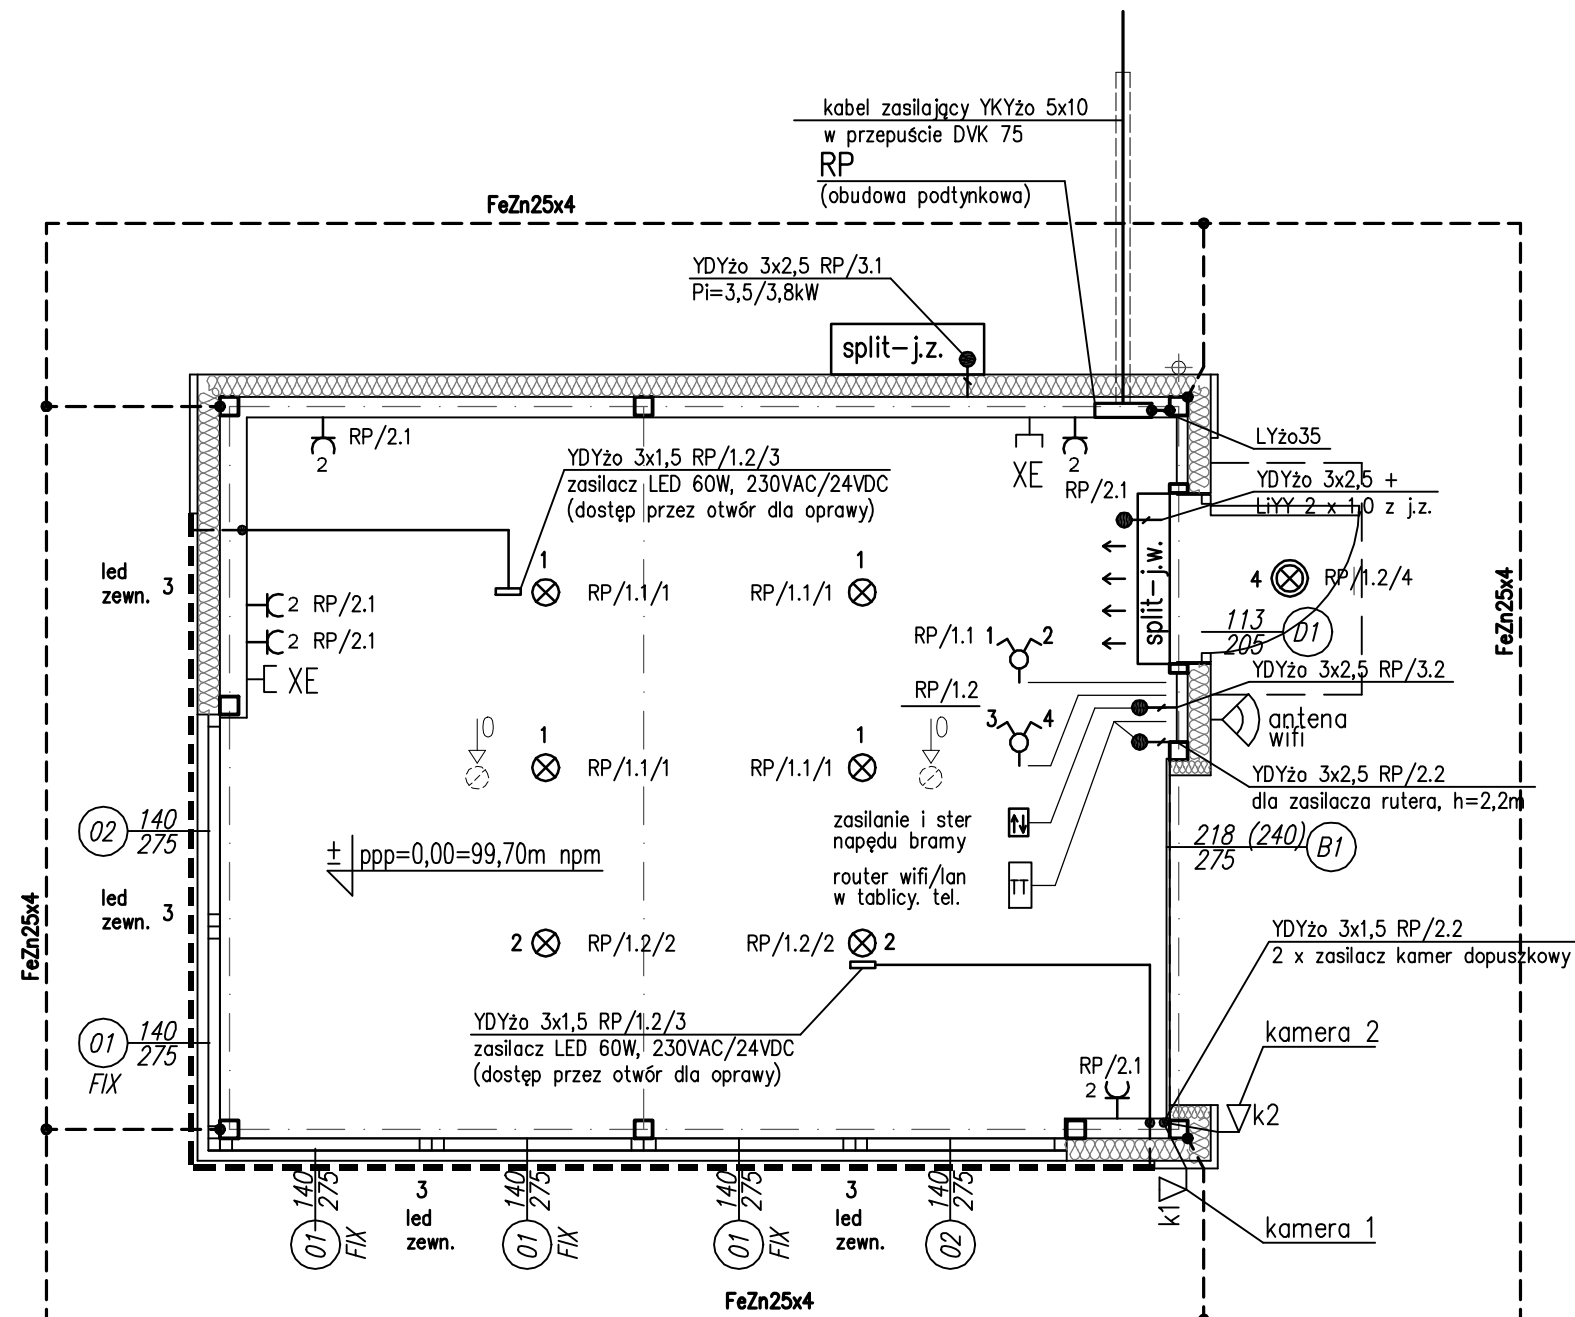 kabel zasilający YKYżo 5x10
w przepuście DVK 75
RP
(obudowa podtynkowa)
FeZn25x4
YDYżo 3x2,5 RP/3.1
Pi=3,5/3,8kW
split-j.z.
RP/2.1
2
YDYżo 3x1,5 RP/1.2/3
zasilacz LED 60W, 230VAC/24VDC
(dostęp przez otwór dla oprawy)
XE
2
RP/2.1
LYżo35
YDYżo 3x2,5 +
LiYY 2 x 1,0 z j.z.
split-j.w.
led
zewn. 3
1
RP/1.1/1
1
RP/1.1/1
4
RP/1.2/4
FeZn25x4
2 RP/2.1
2 RP/2.1
XE
RP/1.1
1
2
113
205
D1
RP/1.2
3
4
YDYżo 3x2,5 RP/3.2
antena
wifi
0
0
1
RP/1.1/1
1
RP/1.1/1
YDYżo 3x2,5 RP/2.2
dla zasilacza rutera, h=2,2m
02
140
275
zasilanie i ster
napędu bramy
218 (240)
275
B1
± ppp=0,00=99,70m npm
router wifi/lan
w tablicy. tel.
TT
led
zewn. 3
FeZn25x4
2
RP/1.2/2
RP/1.2/2
2
YDYżo 3x1,5 RP/2.2
2 x zasilacz kamer dopuszkowy
01
140
275
FIX
YDYżo 3x1,5 RP/1.2/3
zasilacz LED 60W, 230VAC/24VDC
(dostęp przez otwór dla oprawy)
RP/2.1
2
kamera 2
k2
k1
kamera 1
140
275
01
FIX
3
led
zewn.
140
275
01
FIX
140
275
01
FIX
3
led
zewn.
140
275
02
FeZn25x4